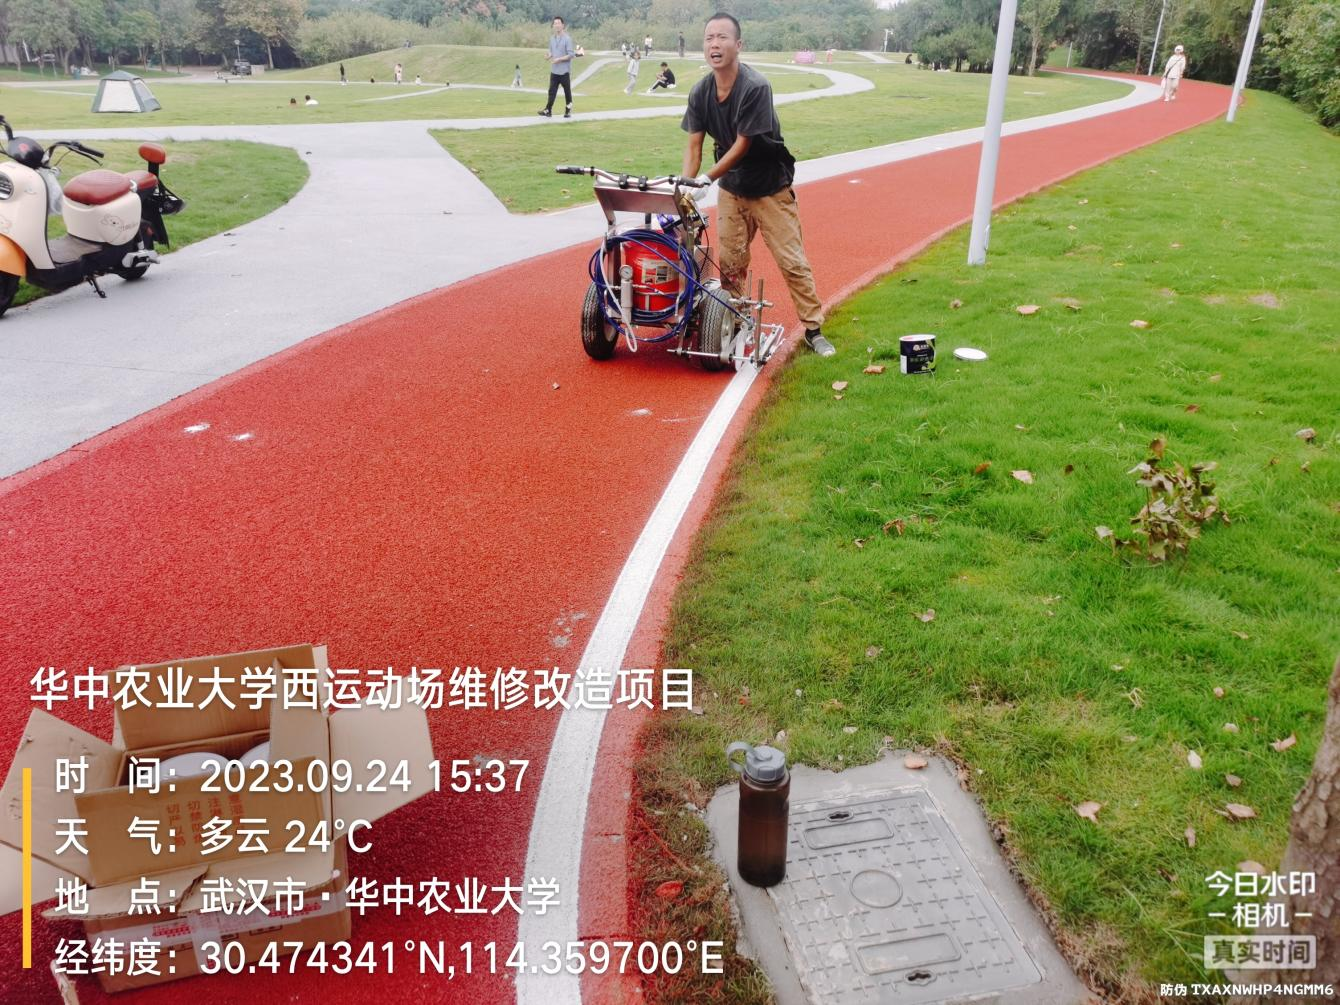 华中农业大学西运动场维修改造项目
时 间：2023.09.24 15:37
天 气：多云 24°C
地 点：武汉市·华中农业大学
经纬度：30.474341°N,114.359700°E
今日水印
相机
真实时间
防伪 TXAXNWHP4NGMM6